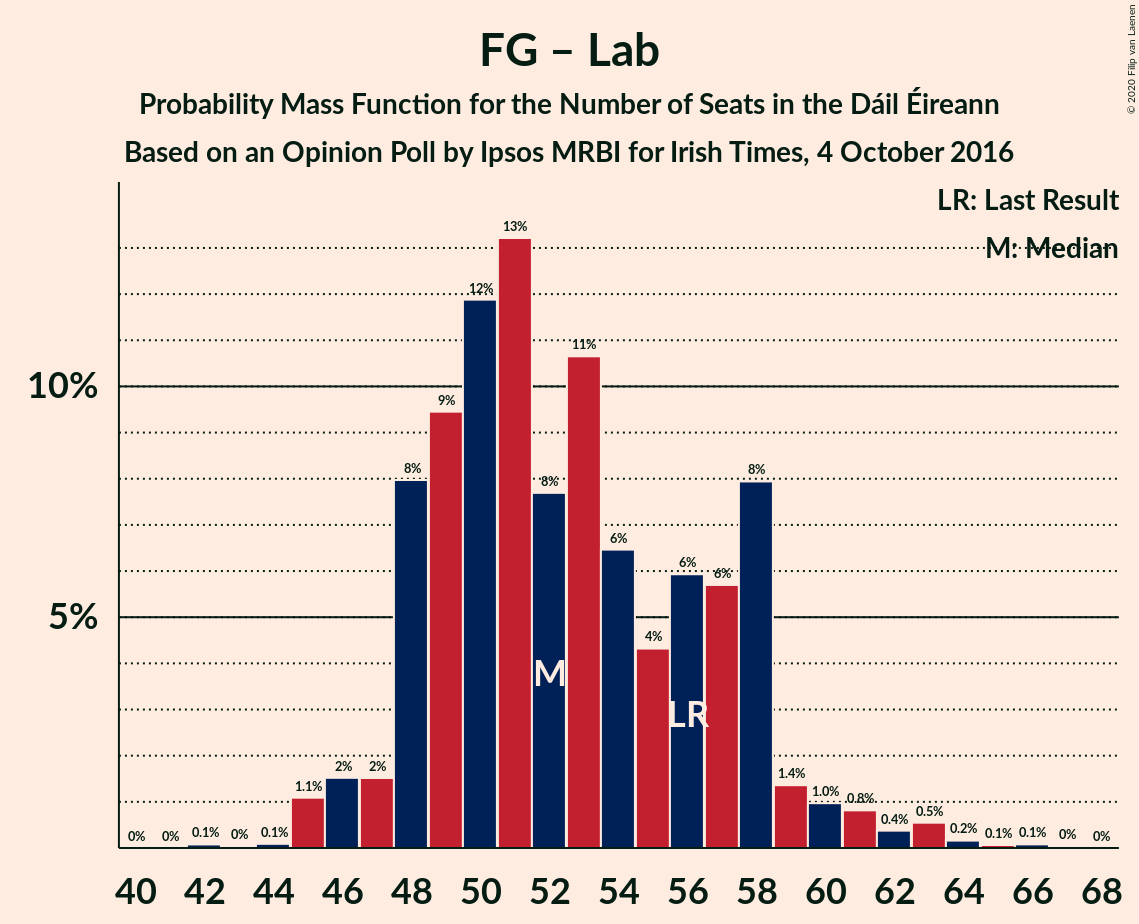 FG – Lab
Probability Mass Function for the Number of Seats in the Dáil Éireann
Based on an Opinion Poll by Ipsos MRBI for Irish Times, 4 October 2016
© 2020 Filip van Laenen
LR: Last Result
M: Median
10%
5%
0% 0% 0.1% 0% 0.1% 1.1% 2% 2% 8% 9% 12% 13% 8% 11% 6% 4% 6% 6% 8% 1.4% 1.0% 0.8% 0.4% 0.5% 0.2% 0.1% 0.1% 0% 0%
M
LR
40 42 44 46 48 50 52 54 56 58 60 62 64 66 68